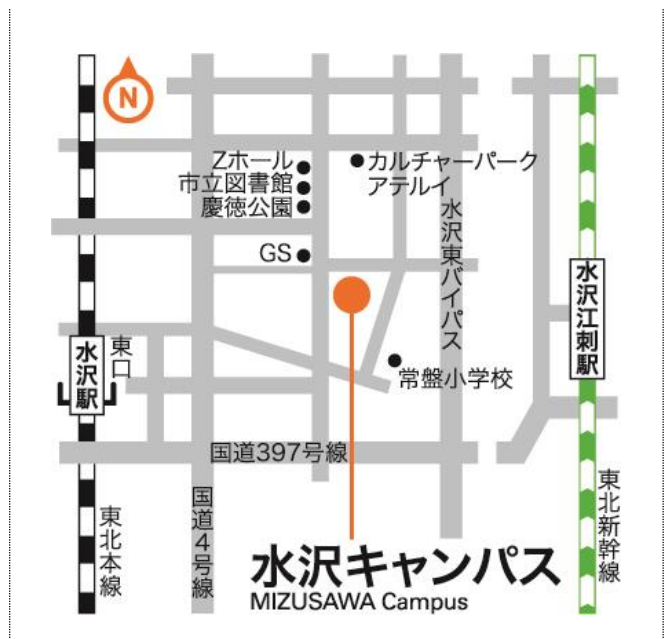 N
Zホール
市立図書館
慶徳公園
カルチャーパーク
アテルイ
GS
水沢東バイパス
水沢江刺駅
東口
水沢駅
常盤小学校
国道397号線
国道4号線
東北本線
東北新幹線
水沢キャンパス
MIZUSAWA Campus